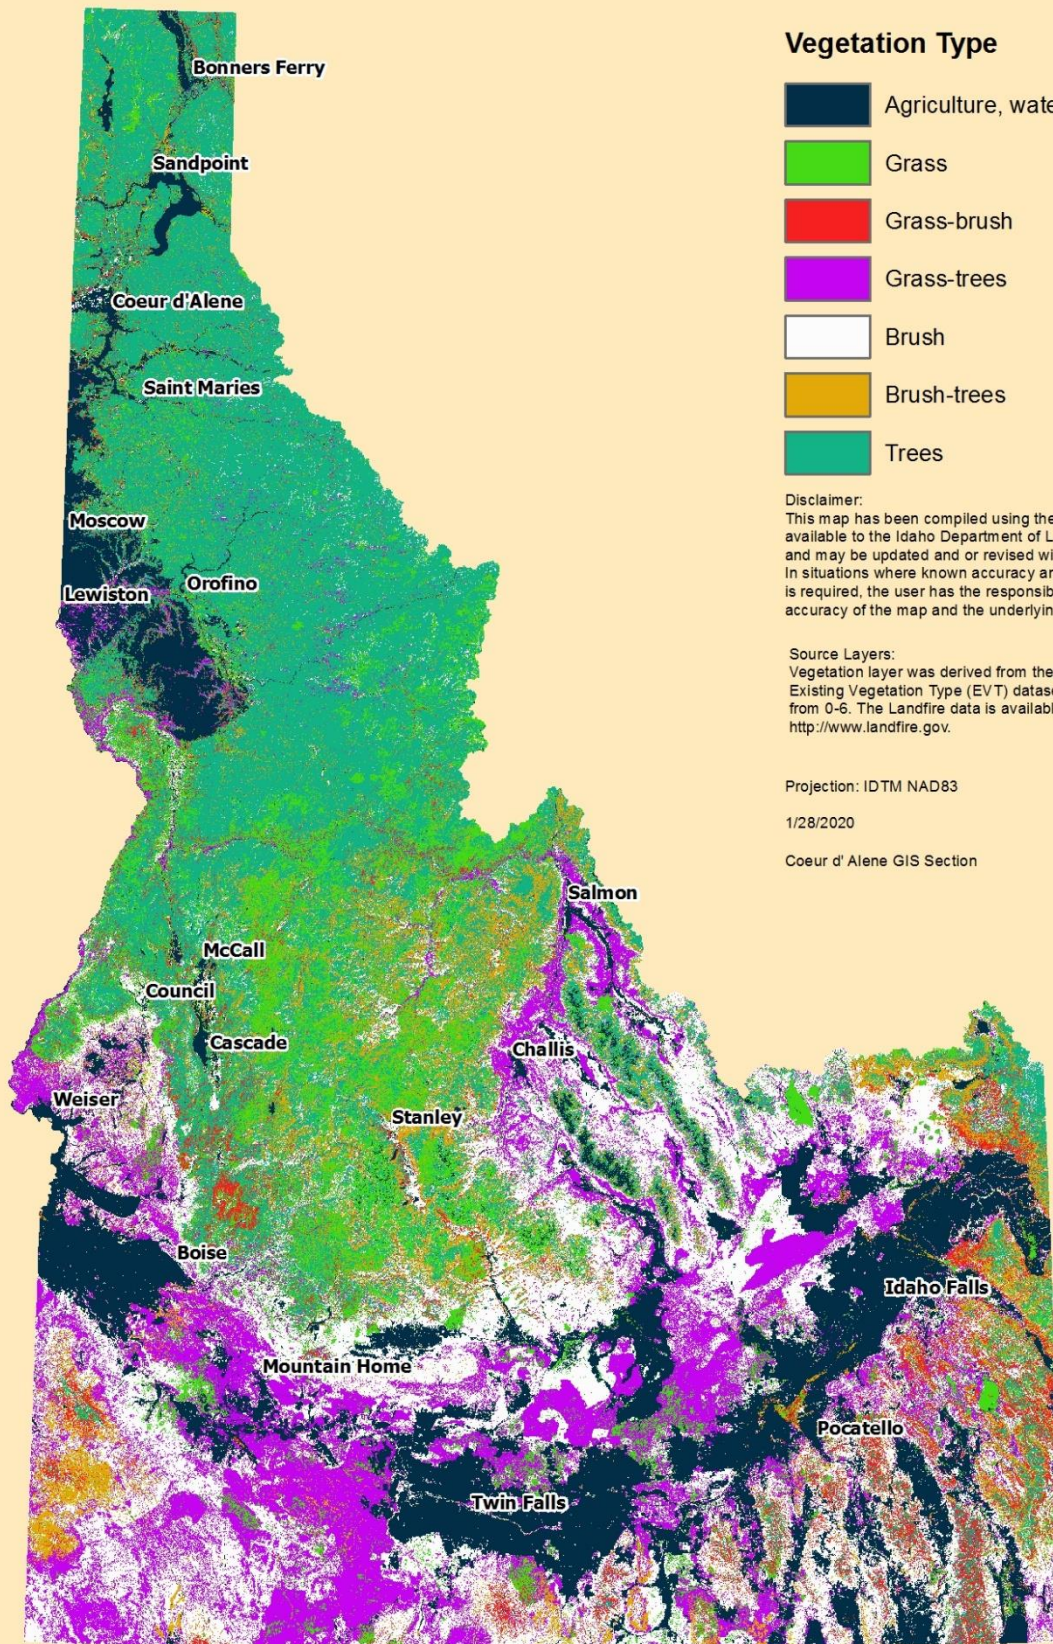 Vegetation Type
Agriculture, wate
Grass
Grass-brush
Grass-trees
Brush
Brush-trees
Trees
Disclaimer:
This map has been compiled using the
available to the Idaho Department of L
and may be updated and or revised wi
In situations where known accuracy an
is required, the user has the responsib
accuracy of the map and the underlyin
Source Layers:
Vegetation layer was derived from the
Existing Vegetation Type (EVT) datase
from 0-6. The Landfire data is availabl
http://www.landfire.gov.
Projection: IDTM NAD83
1/28/2020
Coeur d' Alene GIS Section
Bonners Ferry
Sandpoint
Coeur d'Alene
Saint Maries
Moscow
Orofino
Lewiston
Salmon
McCall
Council
Cascade
Challis
Weiser
Stanley
Boise
Idaho Falls
Mountain Home
Pocatello
Twin Falls